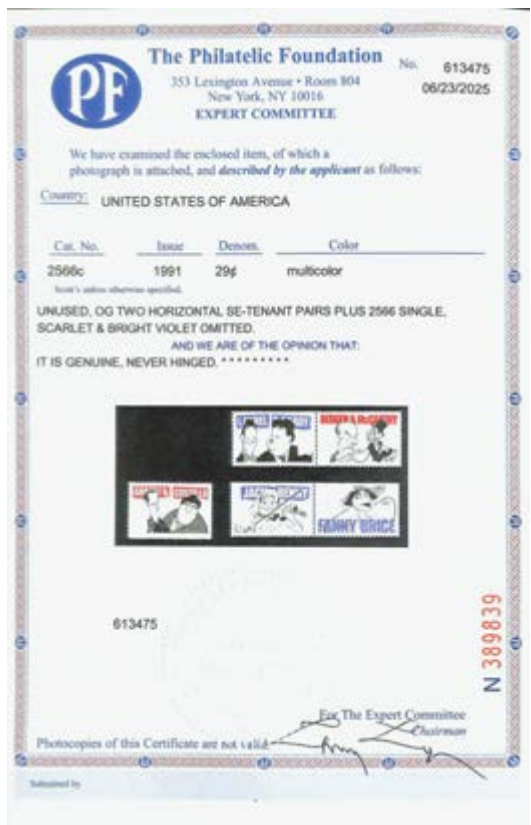 PF
The Philatelic Foundation
353 Lexington Avenue • Room 804
New York, NY 10016
EXPERT COMMITTEE
No. 613475
06/23/2025
We have examined the enclosed item, of which a
photograph is attached, and described by the applicant as follows:
Country: UNITED STATES OF AMERICA
Cat. No. Issue Denom. Color
2566c 1991 29¢ multicolor
Scott's unless otherwise specified.
UNUSED, OG TWO HORIZONTAL SE-TENANT PAIRS PLUS 2566 SINGLE,
SCARLET & BRIGHT VIOLET OMITTED.
AND WE ARE OF THE OPINION THAT:
IT IS GENUINE, NEVER HINGED. * * * * * * * * *
BERGEN & McCARTHY
JACK BENNY
FANNY BRICE
613475
N 389839
For The Expert Committee
Chairman
Photocopies of this Certificate are not valid
Submitted by